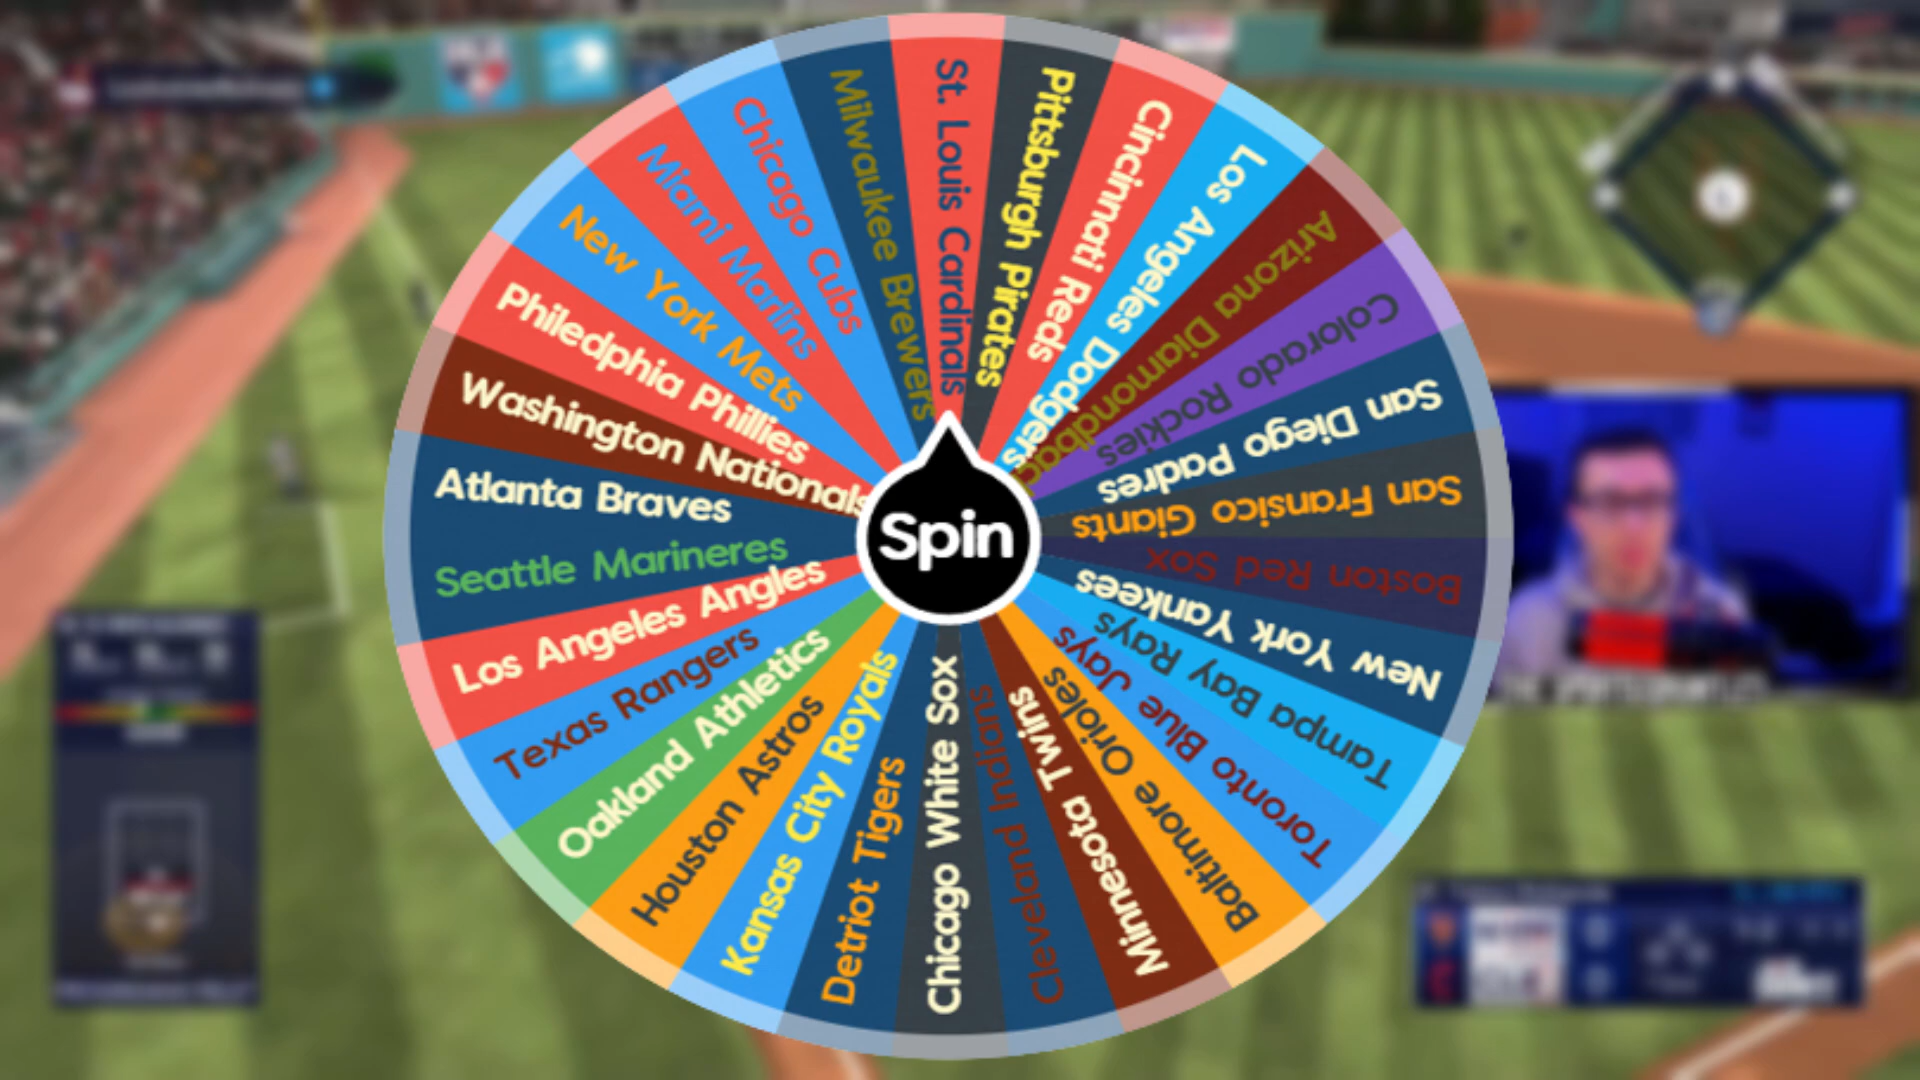 St. Louis Cardinals
Pittsburgh Pirates
Cincinnati Reds
Los Angeles Dodgers
Arizona Diamondbac
Colorado Rockies
San Diego Padres
San Fransico Giants
Boston Red Sox
New York Yankees
Tampa Bay Rays
Toronto Blue Jays
Baltimore Orioles
Minnesota Twins
Cleveland Indians
Chicago White Sox
Detriot Tigers
Kansas City Royals
Houston Astros
Oakland Athletics
Texas Rangers
Los Angeles Angles
Seattle Marineres
Atlanta Braves
Washington Nationals
Philedphia Phillies
New York Mets
Miami Marlins
Chicago Cubs
Milwaukee Brewers
Spin